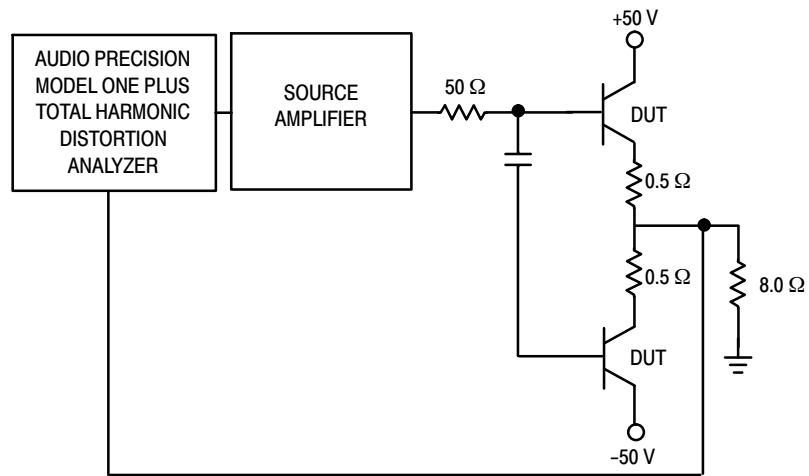 AUDIO PRECISION
MODEL ONE PLUS
TOTAL HARMONIC
DISTORTION
ANALYZER
SOURCE
AMPLIFIER
50 Ω
+50 V
DUT
0.5 Ω
0.5 Ω
8.0 Ω
DUT
–50 V